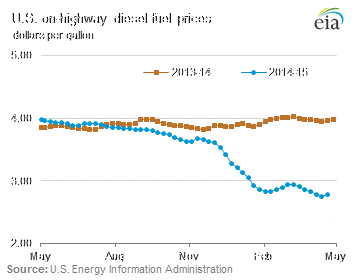 U.S. on-highway diesel fuel prices
dollars per gallon
eia
5.00
2013-14
2014-15
4.00
3.00
2.00
May
Aug
Nov
Feb
May
Source: U.S. Energy Information Administration